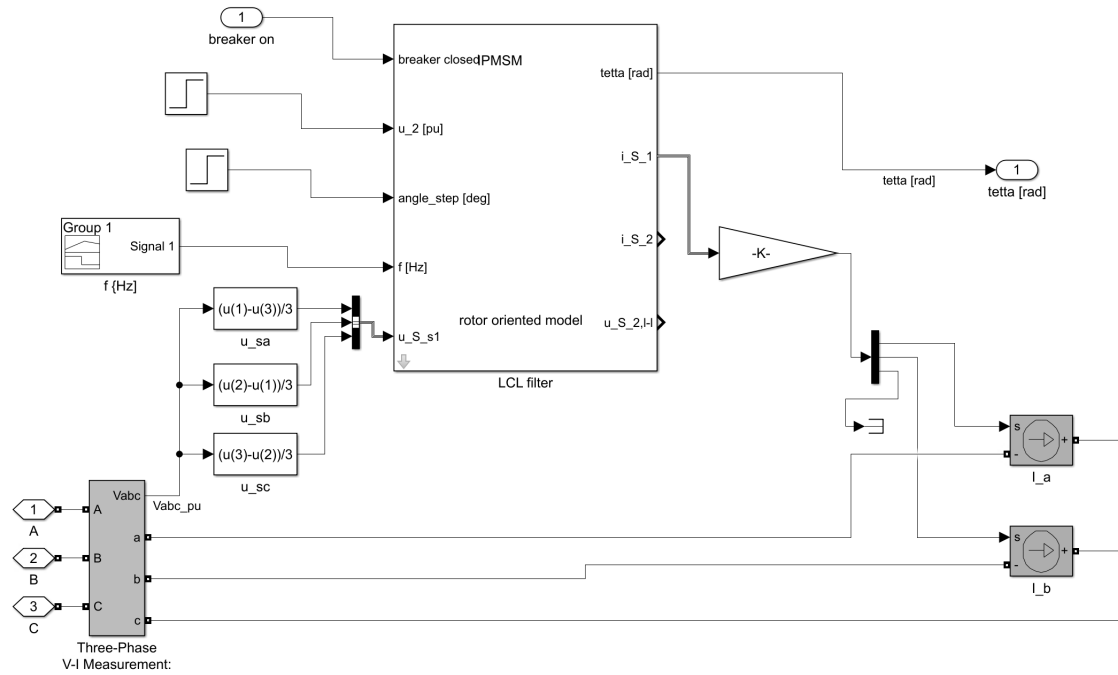 1
breaker on
breaker closed
IPMSM
tetta [rad]
u_2 [pu]
i_S_1
angle_step [deg]
tetta [rad]
1
tetta [rad]
Group 1
Signal 1
f {Hz]
f [Hz]
i_S_2
-K-
(u(1)-u(3))/3
u_sa
u_S_s1
rotor oriented model
u_S_2,l-l
LCL filter
(u(2)-u(1))/3
u_sb
(u(3)-u(2))/3
u_sc
s
-
+
I_a
Vabc
Vabc_pu
1
A
A
a
2
B
B
b
3
C
C
c
s
-
+
I_b
Three-Phase
V-I Measurement: